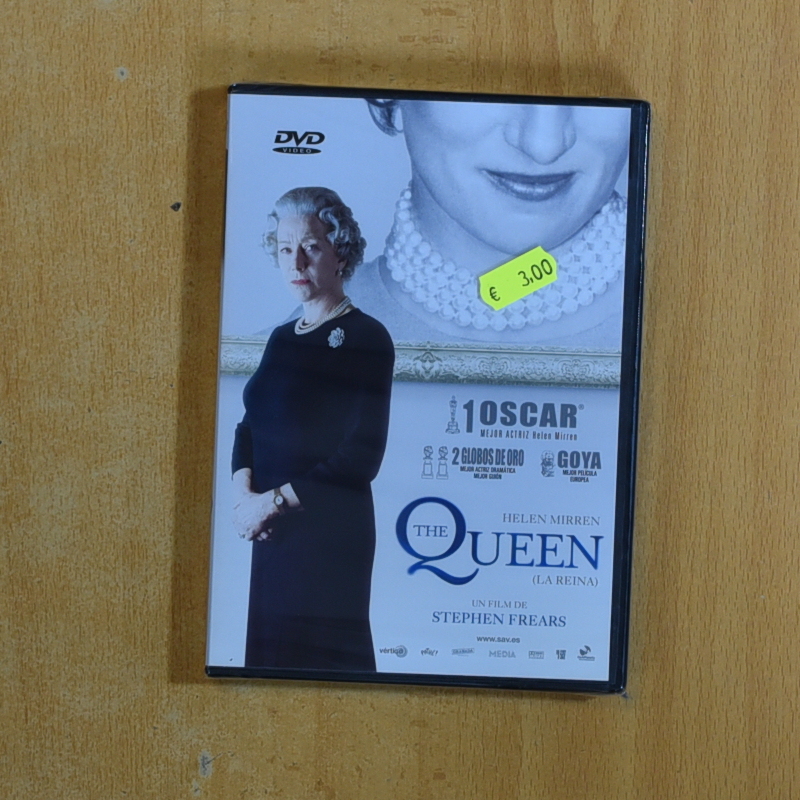 DVD
VIDEO
€ 3,00
1 OSCAR®
MEJOR ACTRIZ Helen Mirren
2 GLOBOS DE ORO
MEJOR ACTRIZ DRAMÁTICA
MEJOR GUIÓN
GOYA
MEJOR PELÍCULA
EUROPEA
HELEN MIRREN
THE QUEEN
(LA REINA)
UN FILM DE
STEPHEN FREARS
www.sav.es
vértigo
MEDIA